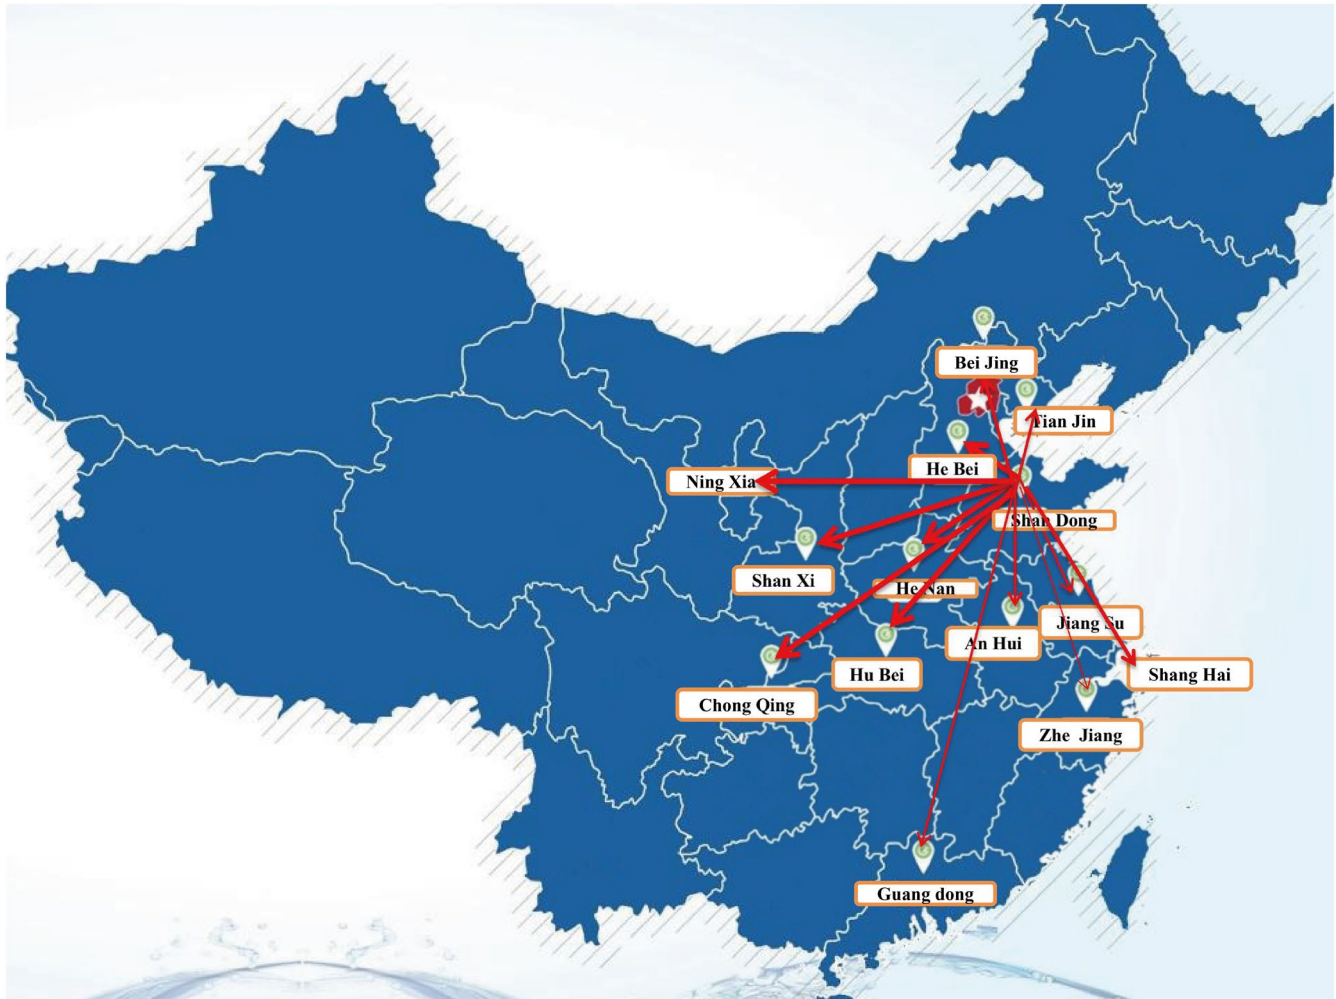 Bei Jing
Tian Jin
He Bei
Ning Xia
Shan Dong
Shan Xi
He Nan
Jiang Su
An Hui
Hu Bei
Shang Hai
Chong Qing
Zhe Jiang
Guang dong